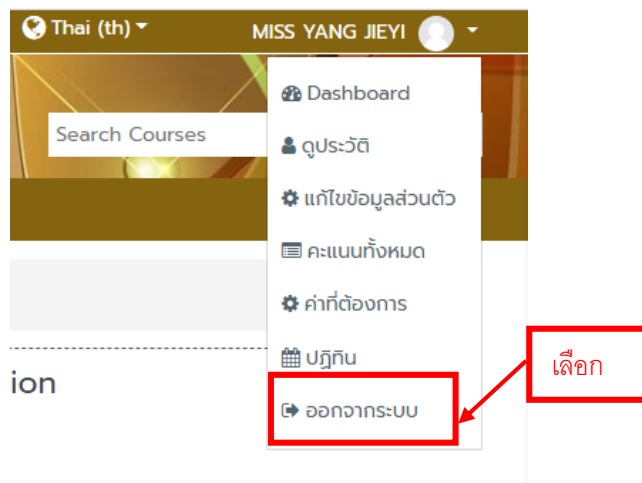 Thai (th)
MISS YANG JIEYI
Search Courses
Dashboard
ดูประวัติ
แก้ไขข้อมูลส่วนตัว
คะแนนทั้งหมด
ค่าที่ต้องการ
ปฏิทิน
ion
ออกจากระบบ
เลือก